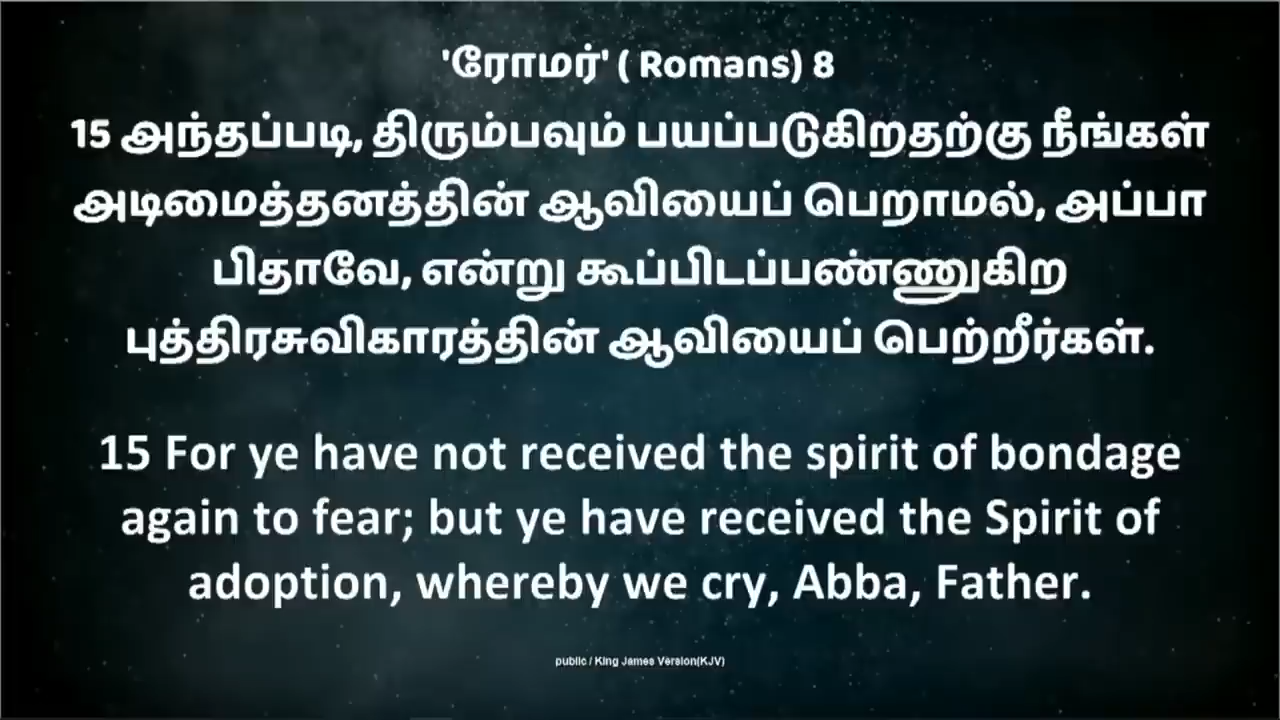 'ரோமர்' ( Romans) 8
15 அந்தப்படி, திரும்பவும் பயப்படுகிறதற்கு நீங்கள்
அடிமைத்தனத்தின் ஆவியைப் பெறாமல், அப்பா
பிதாவே, என்று கூப்பிடப்பண்ணுகிற
புத்திரசுவிகாரத்தின் ஆவியைப் பெற்றீர்கள்.
15 For ye have not received the spirit of bondage
again to fear; but ye have received the Spirit of
adoption, whereby we cry, Abba, Father.
public / King James Version(KJV)